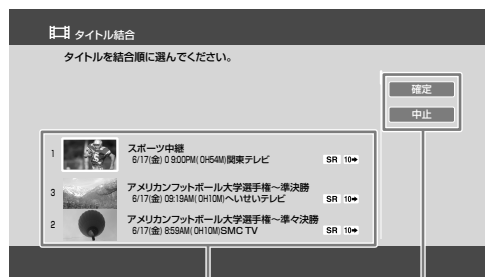 タイトル結合
タイトルを結合順に選んでください。
確定
中止
1 スポーツ中継
6/17(金) 0 9:00PM( 0H54M)関東テレビ SR 10➔
3 アメリカンフットボール大学選手権〜準決勝
6/17(金) 09:19AM( 0H10M)へいせいテレビ SR 10➔
2 アメリカンフットボール大学選手権〜準々決勝
6/17(金) 8:59AM( 0H10M)SMC TV SR 10➔